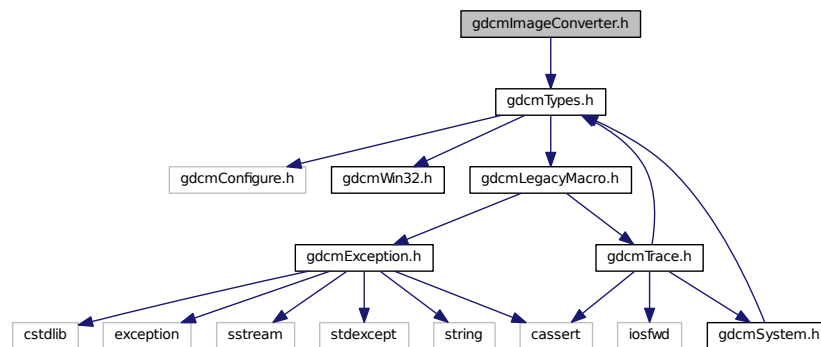 gdcmImageConverter.h
gdcmTypes.h
gdcmConfigure.h
gdcmWin32.h
gdcmLegacyMacro.h
gdcmException.h
gdcmTrace.h
cstdlib
exception
sstream
stdexcept
string
cassert
iosfwd
gdcmSystem.h